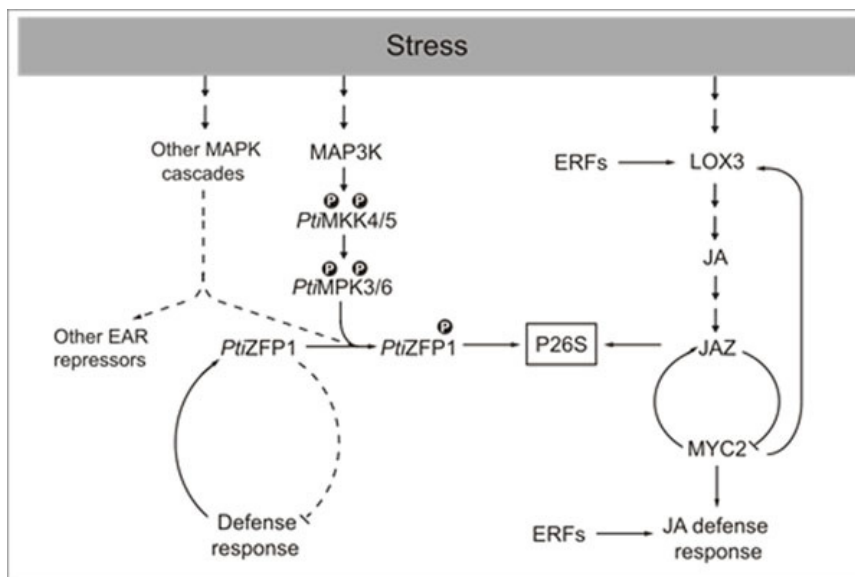 Stress
Other MAPK
cascades
MAP3K
ERFs
LOX3
P P
PtiMKK4/5
JA
P P
PtiMPK3/6
Other EAR
repressors
PtiZFP1
P
PtiZFP1
P26S
JAZ
MYC2
Defense
response
ERFs
JA defense
response